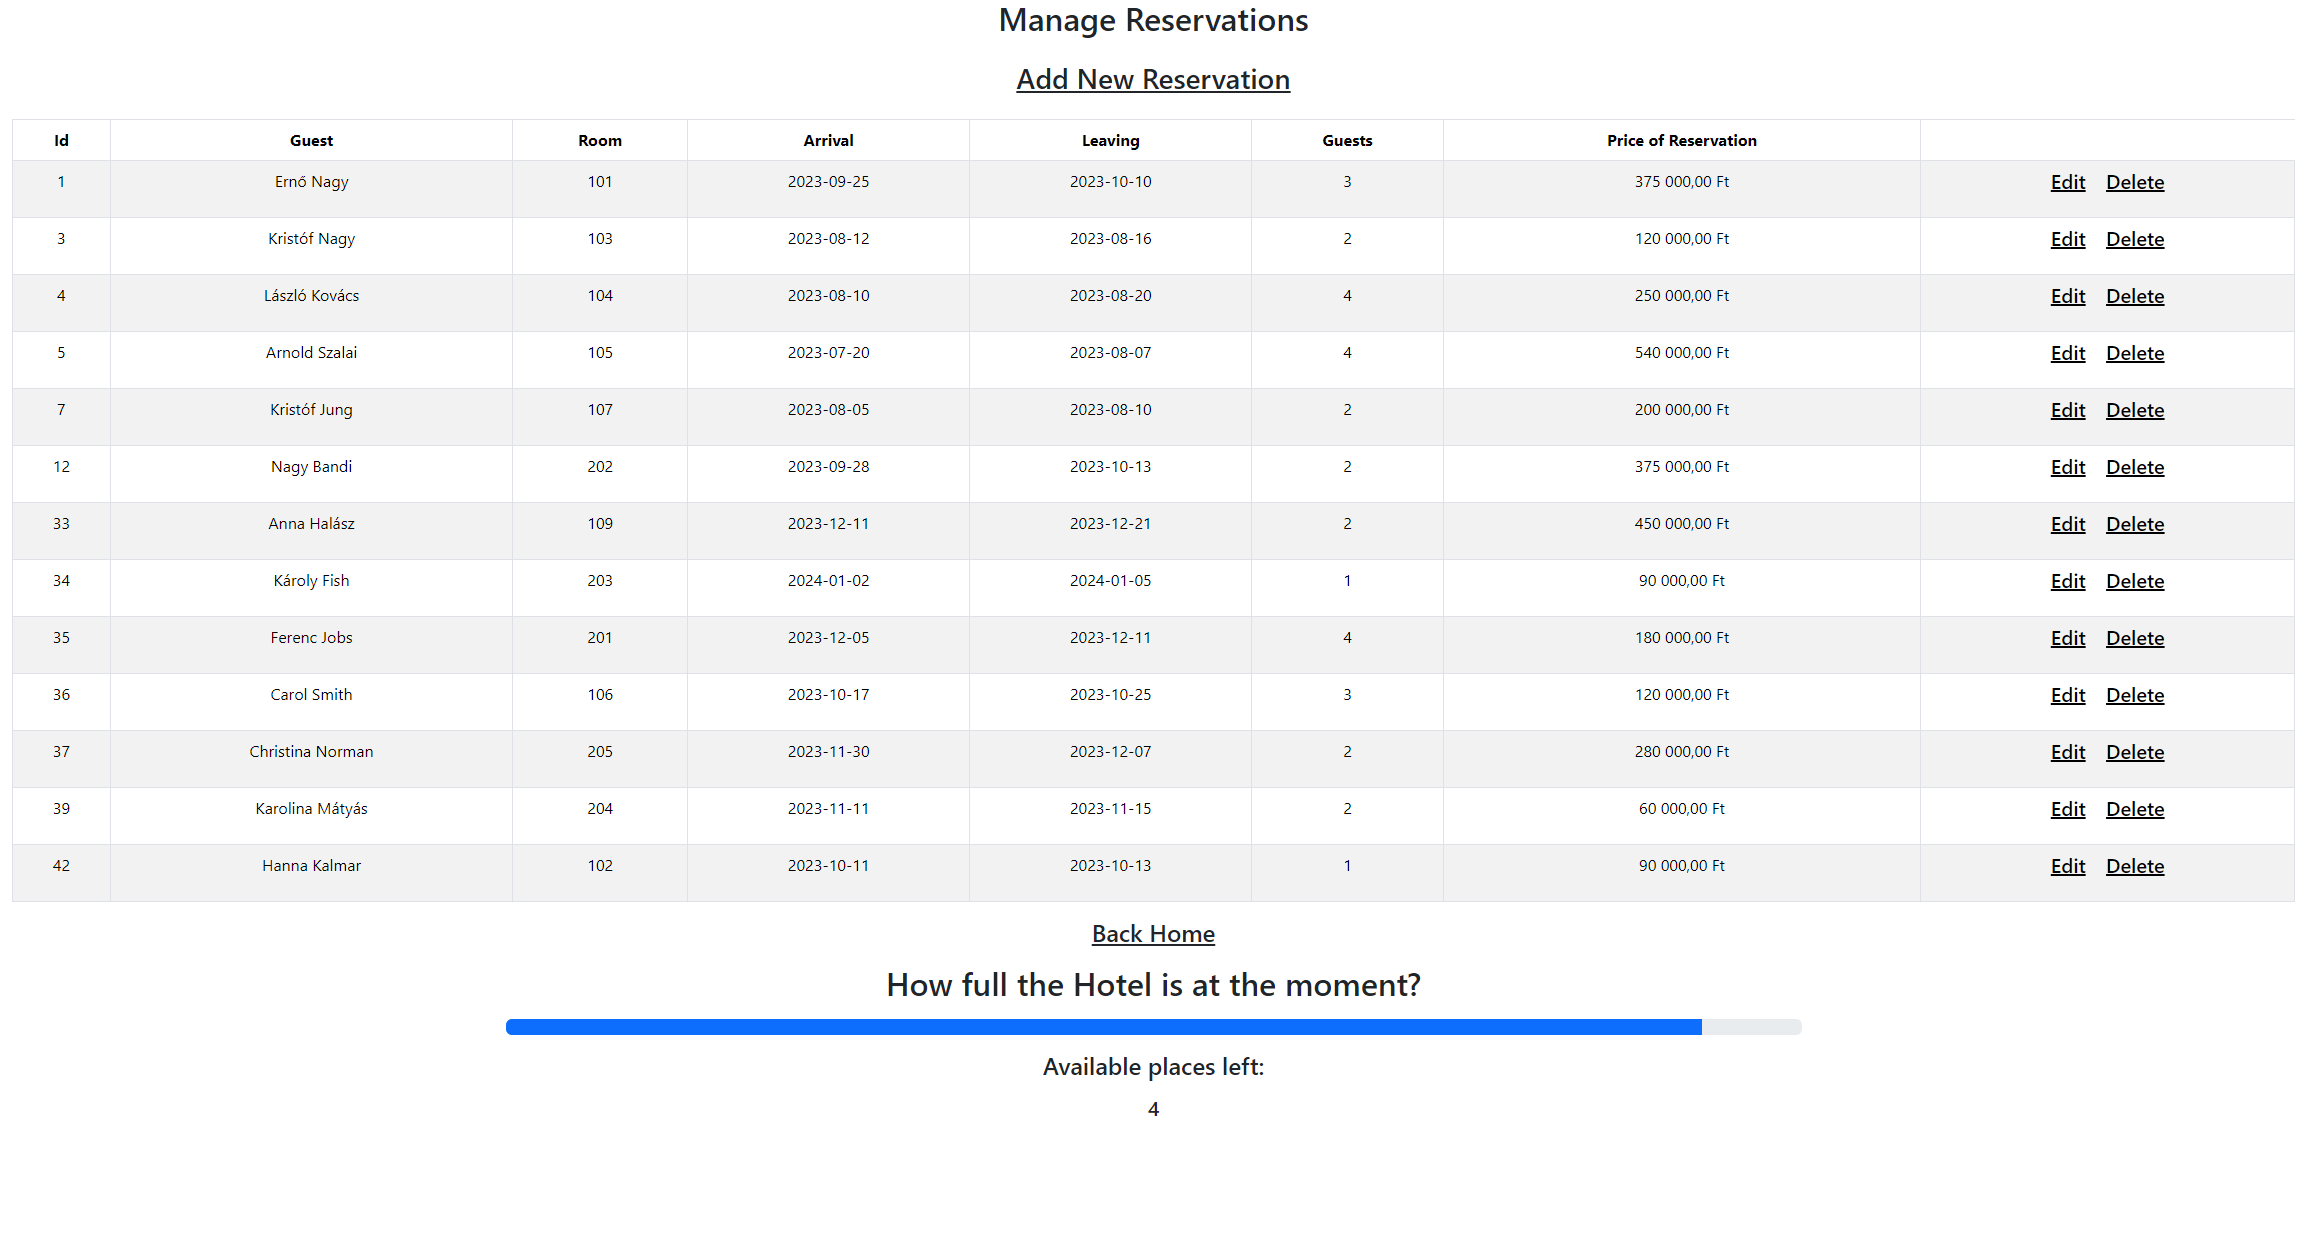 Manage Reservations
Add New Reservation
Id Guest Room Arrival Leaving Guests Price of Reservation
1 Ernő Nagy 101 2023-09-25 2023-10-10 3 375 000,00 Ft Edit Delete
3 Kristóf Nagy 103 2023-08-12 2023-08-16 2 120 000,00 Ft Edit Delete
4 László Kovács 104 2023-08-10 2023-08-20 4 250 000,00 Ft Edit Delete
5 Arnold Szalai 105 2023-07-20 2023-08-07 4 540 000,00 Ft Edit Delete
7 Kristóf Jung 107 2023-08-05 2023-08-10 2 200 000,00 Ft Edit Delete
12 Nagy Bandi 202 2023-09-28 2023-10-13 2 375 000,00 Ft Edit Delete
33 Anna Halász 109 2023-12-11 2023-12-21 2 450 000,00 Ft Edit Delete
34 Károly Fish 203 2024-01-02 2024-01-05 1 90 000,00 Ft Edit Delete
35 Ferenc Jobs 201 2023-12-05 2023-12-11 4 180 000,00 Ft Edit Delete
36 Carol Smith 106 2023-10-17 2023-10-25 3 120 000,00 Ft Edit Delete
37 Christina Norman 205 2023-11-30 2023-12-07 2 280 000,00 Ft Edit Delete
39 Karolina Mátyás 204 2023-11-11 2023-11-15 2 60 000,00 Ft Edit Delete
42 Hanna Kalmar 102 2023-10-11 2023-10-13 1 90 000,00 Ft Edit Delete
Back Home
How full the Hotel is at the moment?
Available places left:
4